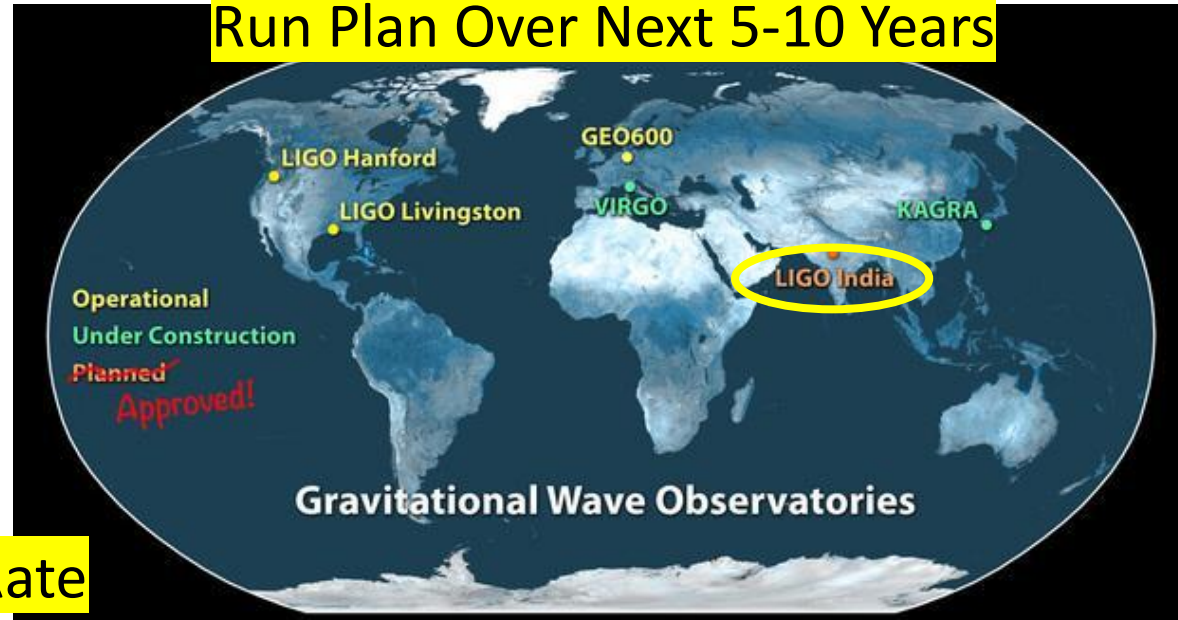 Run Plan Over Next 5-10 Years
GEO600
LIGO Hanford
VIRGO
KAGRA
LIGO Livingston
LIGO India
Operational
Under Construction
Planned
Approved!
Gravitational Wave Observatories
ate